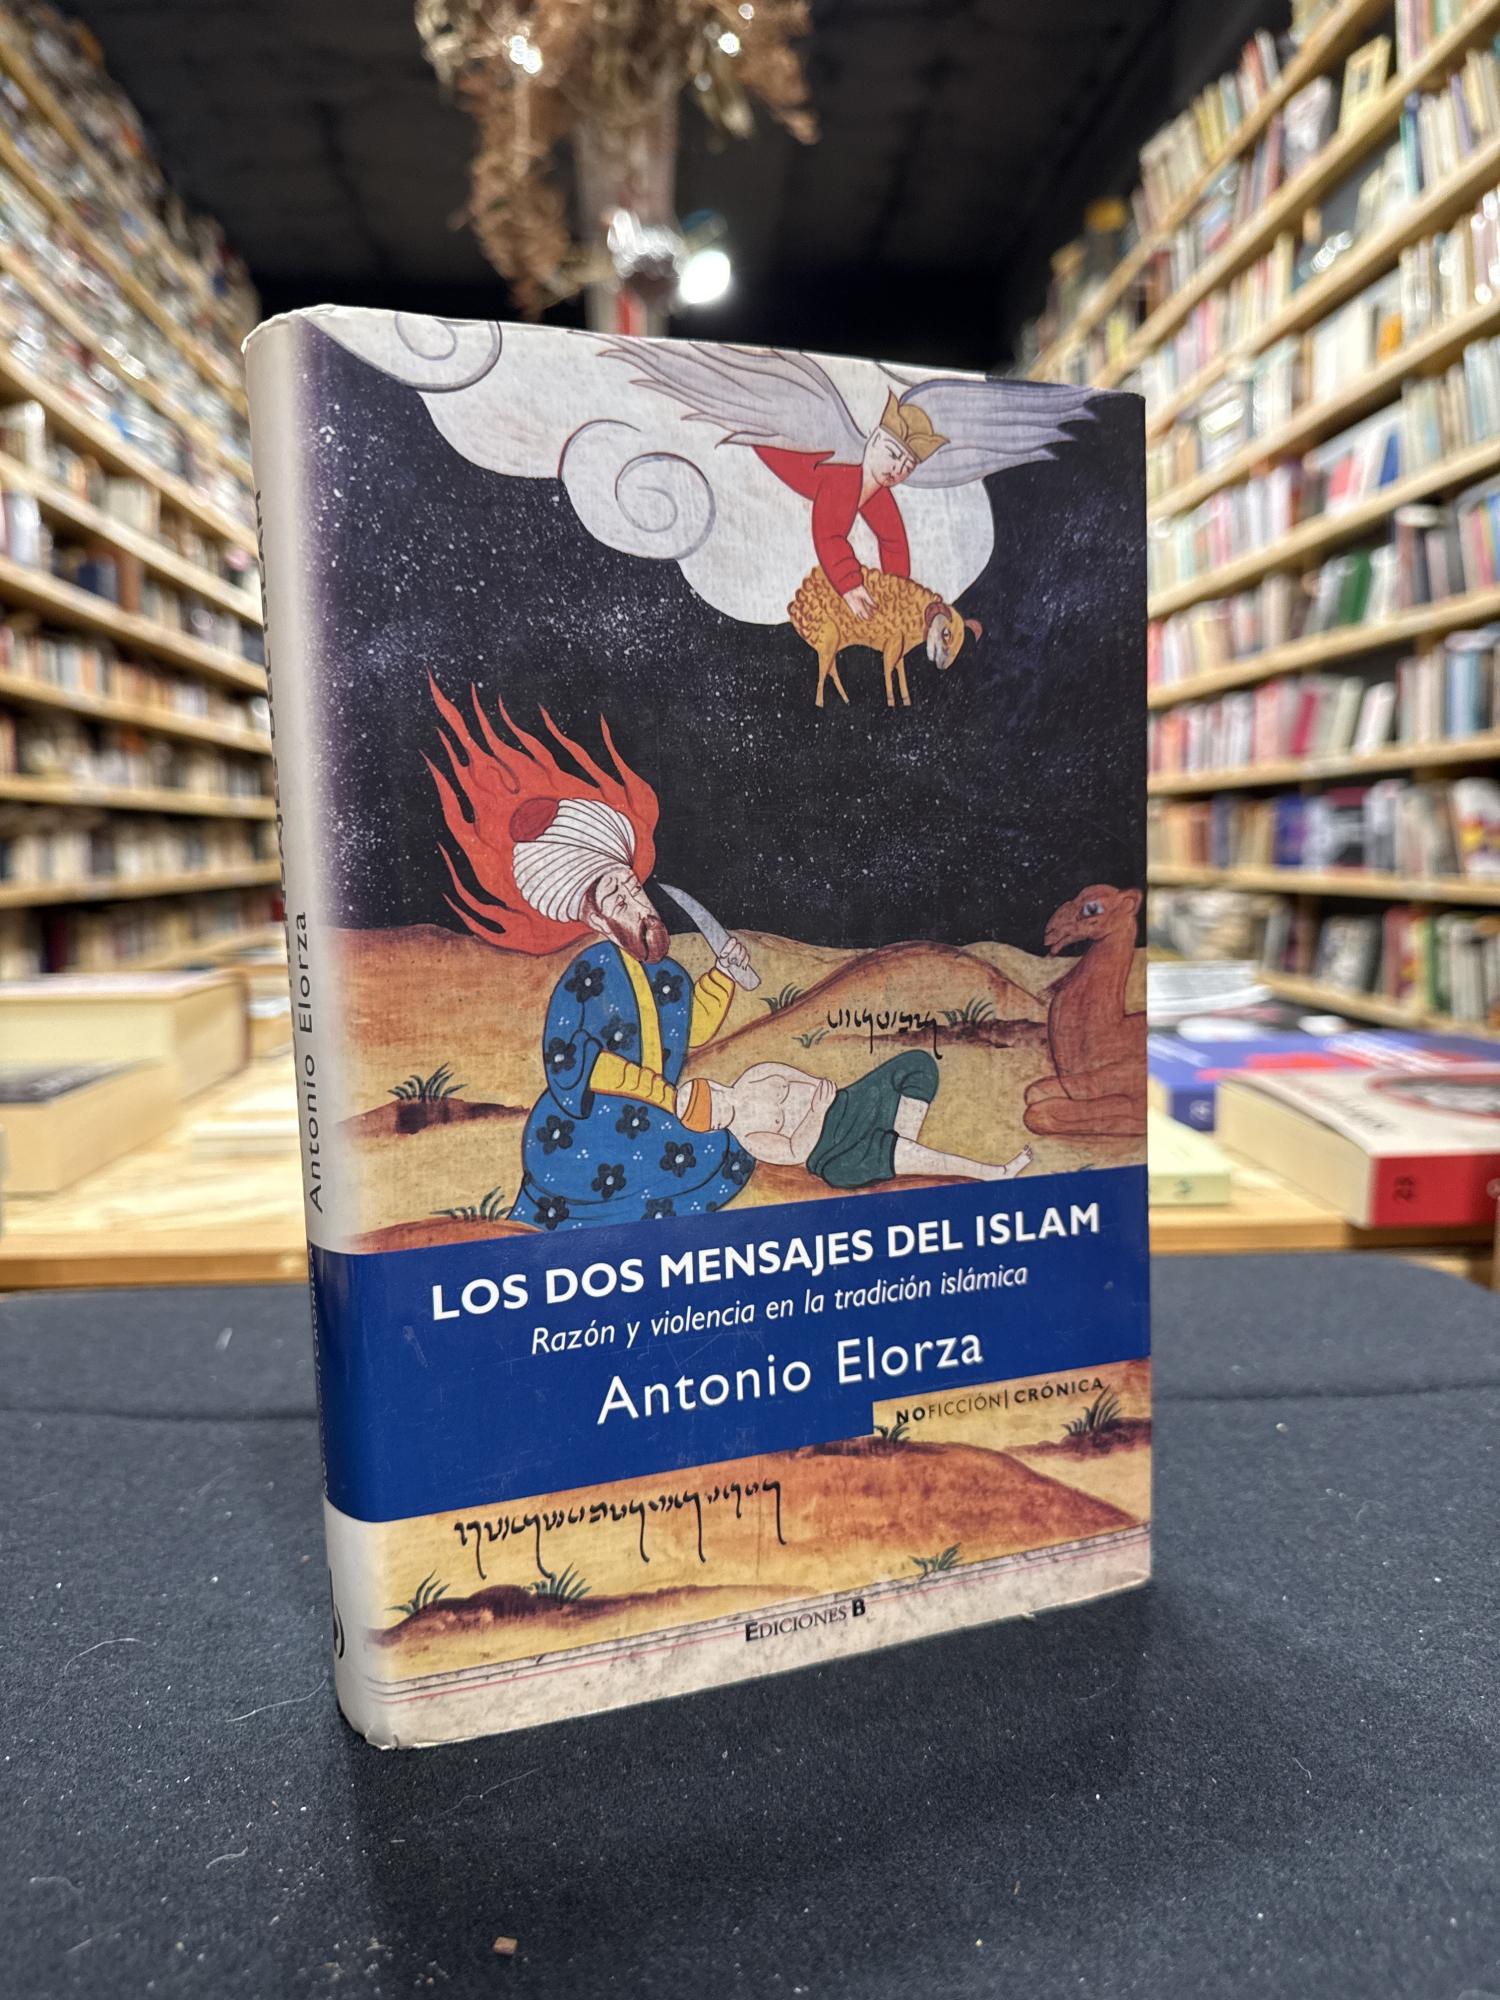 LOS DOS MENSAJES DEL ISLAM
Razón y violencia en la tradición islámica
Antonio Elorza
NOFICCIÓN|CRÓNICA
EDICIONES B
Antonio Elorza